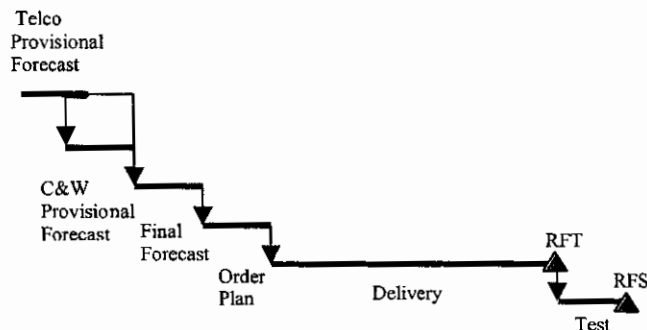 Telco
Provisional
Forecast
C&W
Provisional
Forecast
Final
Forecast
Order
Plan
Delivery
RFT
RFS
Test